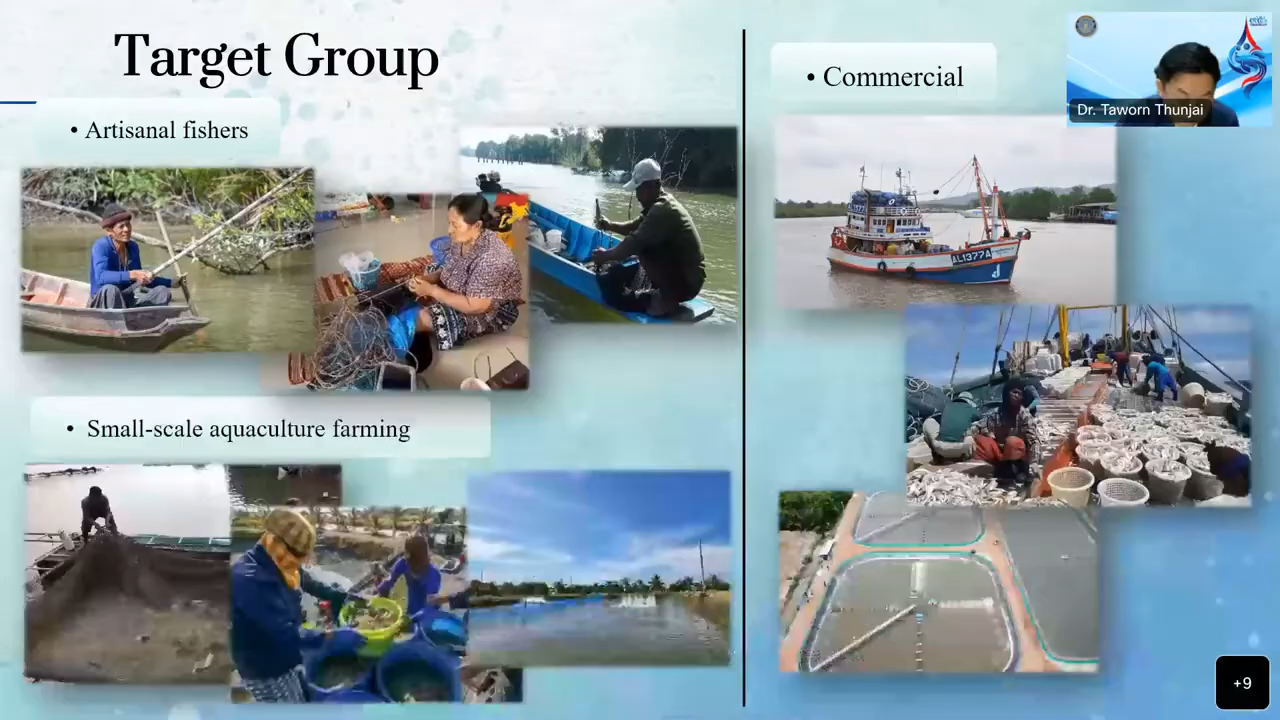 Target Group
• Artisanal fishers
• Small-scale aquaculture farming
• Commercial
AL1377A
Dr. Taworn Thunjai
+9